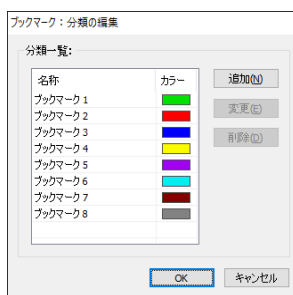 ブックマーク：分類の編集
分類一覧:
名称 カラー
ブックマーク 1
ブックマーク 2
ブックマーク 3
ブックマーク 4
ブックマーク 5
ブックマーク 6
ブックマーク 7
ブックマーク 8
追加(N)
変更(E)
削除(D)
OK キャンセル